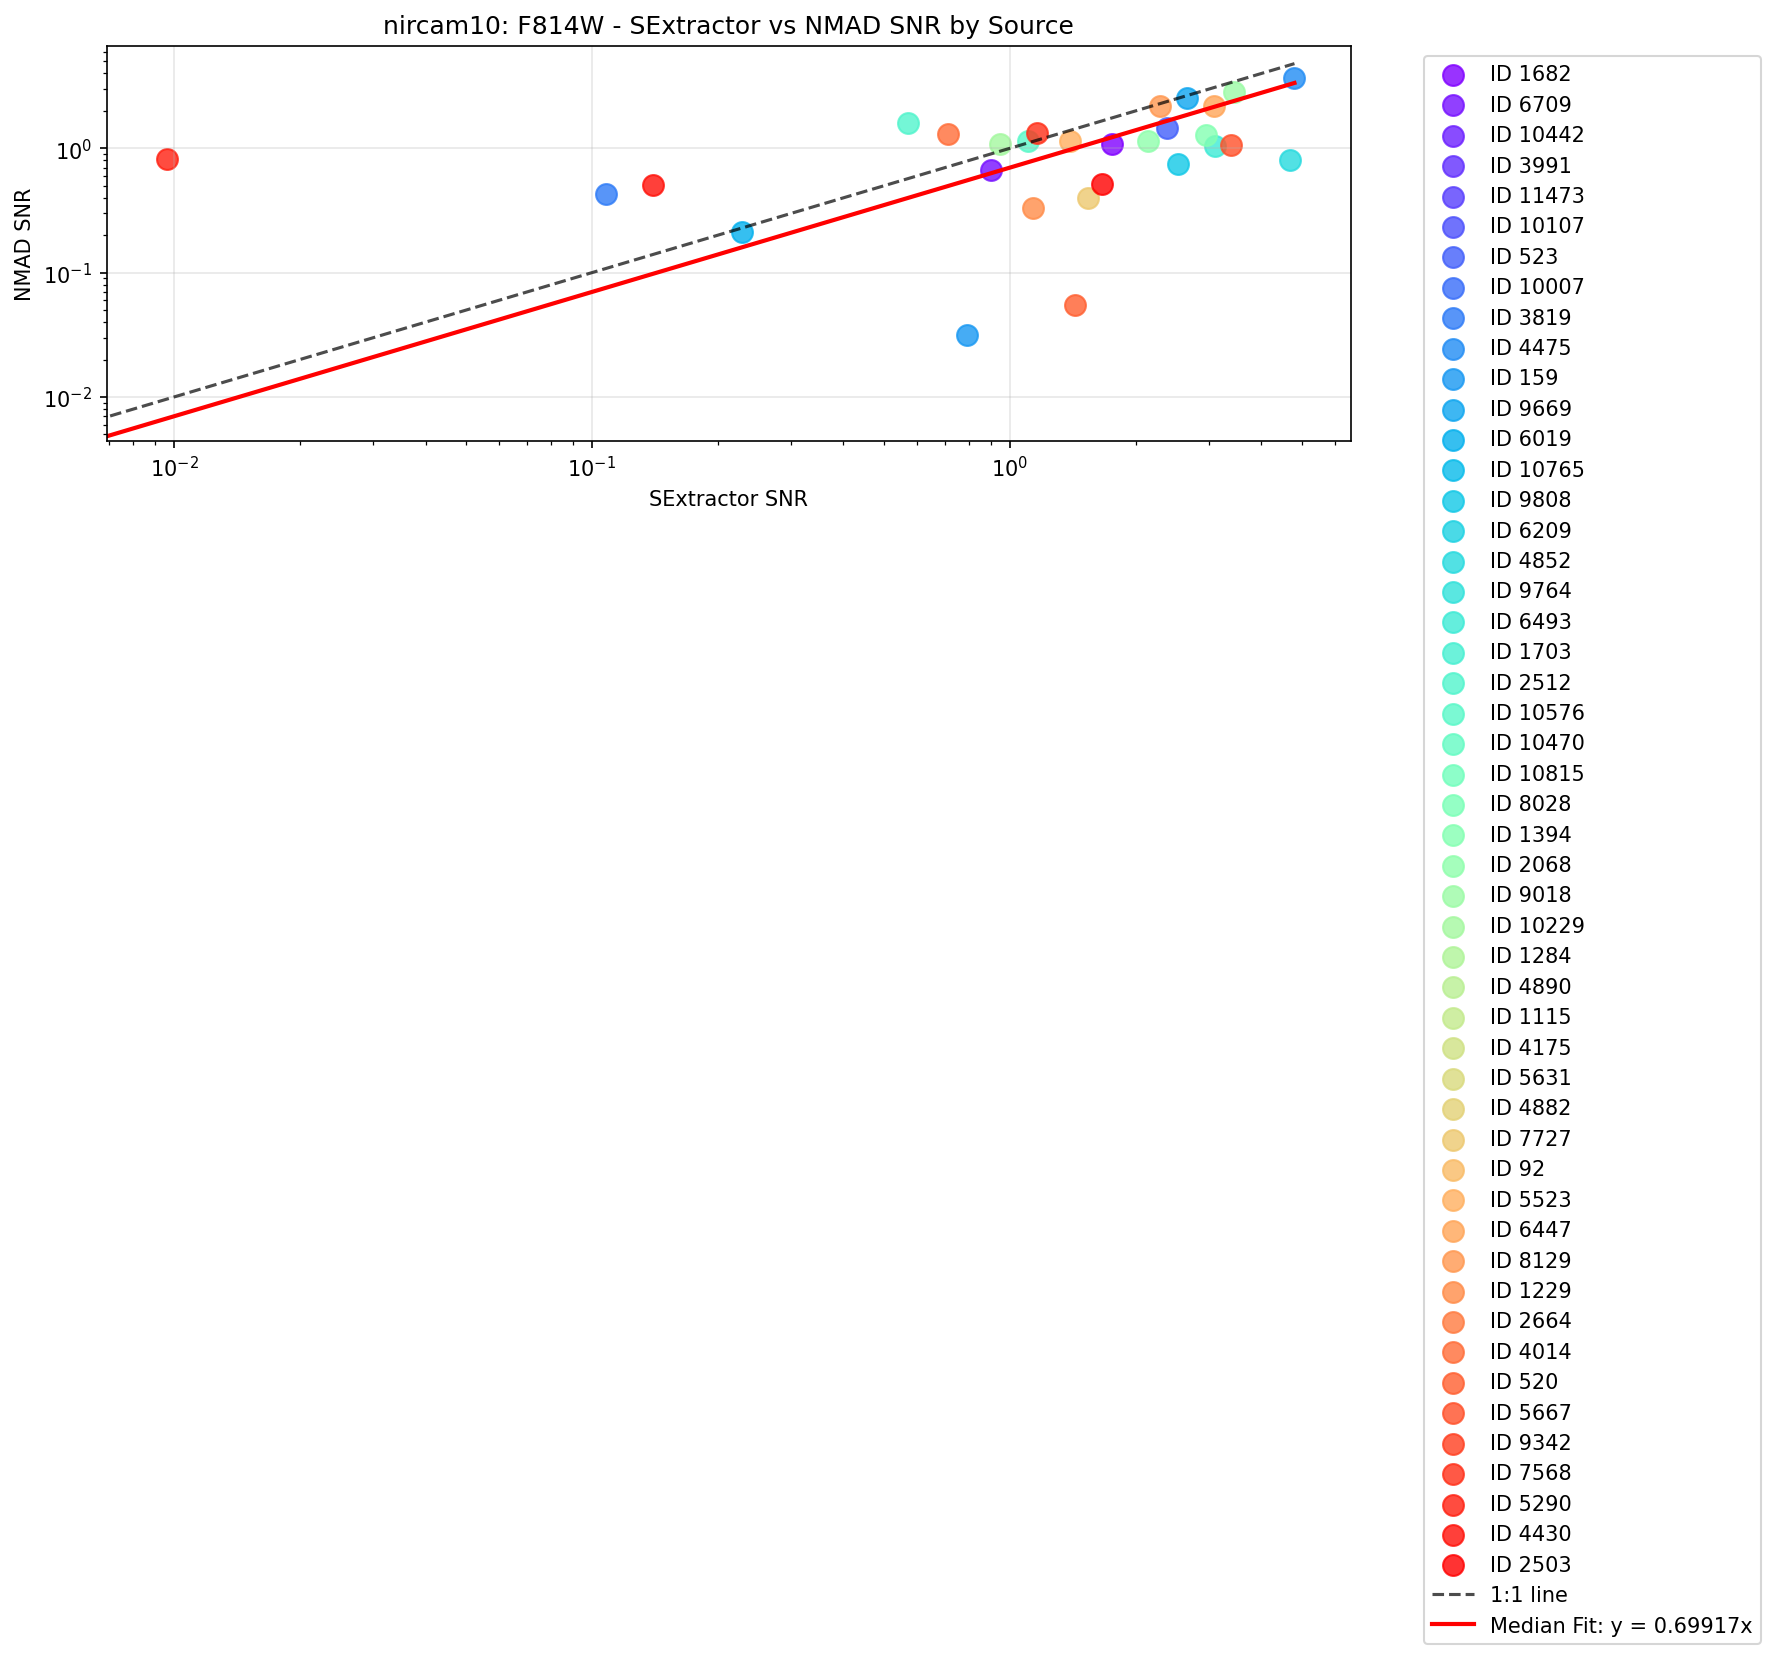 nircam10: F814W - SExtractor vs NMAD SNR by Source
NMAD SNR
10⁰
10⁻¹
10⁻²
10⁻²
10⁻¹
10⁰
SExtractor SNR
ID 1682
ID 6709
ID 10442
ID 3991
ID 11473
ID 10107
ID 523
ID 10007
ID 3819
ID 4475
ID 159
ID 9669
ID 6019
ID 10765
ID 9808
ID 6209
ID 4852
ID 9764
ID 6493
ID 1703
ID 2512
ID 10576
ID 10470
ID 10815
ID 8028
ID 1394
ID 2068
ID 9018
ID 10229
ID 1284
ID 4890
ID 1115
ID 4175
ID 5631
ID 4882
ID 7727
ID 92
ID 5523
ID 6447
ID 8129
ID 1229
ID 2664
ID 4014
ID 520
ID 5667
ID 9342
ID 7568
ID 5290
ID 4430
ID 2503
1:1 line
Median Fit: y = 0.69917x